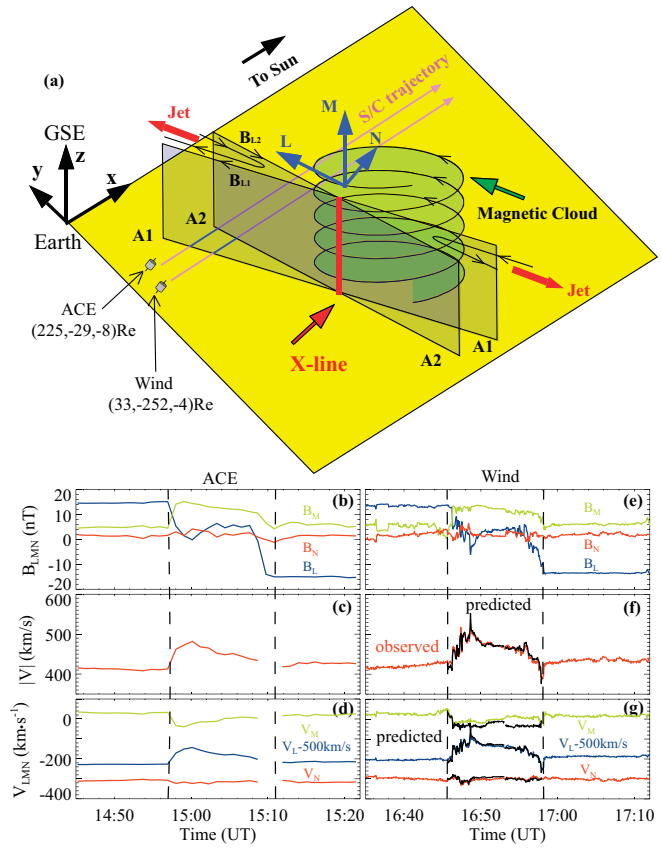 (a)
To Sun
Jet
S/C trajectory
M
GSE
B_L2
L
N
z
y
x
B_L1
Magnetic Cloud
Earth
A2
A1
ACE
(225,-29,-8)Re
Jet
X-line
A1
A2
Wind
(33,-252,-4)Re
ACE
Wind
B_LMN (nT)
20
10
0
-10
-20
(b)
B_M
B_N
B_L
(e)
B_M
B_N
B_L
|V| (km/s)
600
500
400
(c)
(f)
predicted
observed
V_LMN (km·s⁻¹)
0
-200
-400
(d)
V_M
V_L-500km/s
V_N
(g)
V_M
predicted
V_L-500km/s
V_N
14:50 15:00 15:10 15:20
16:40 16:50 17:00 17:10
Time (UT)
Time (UT)